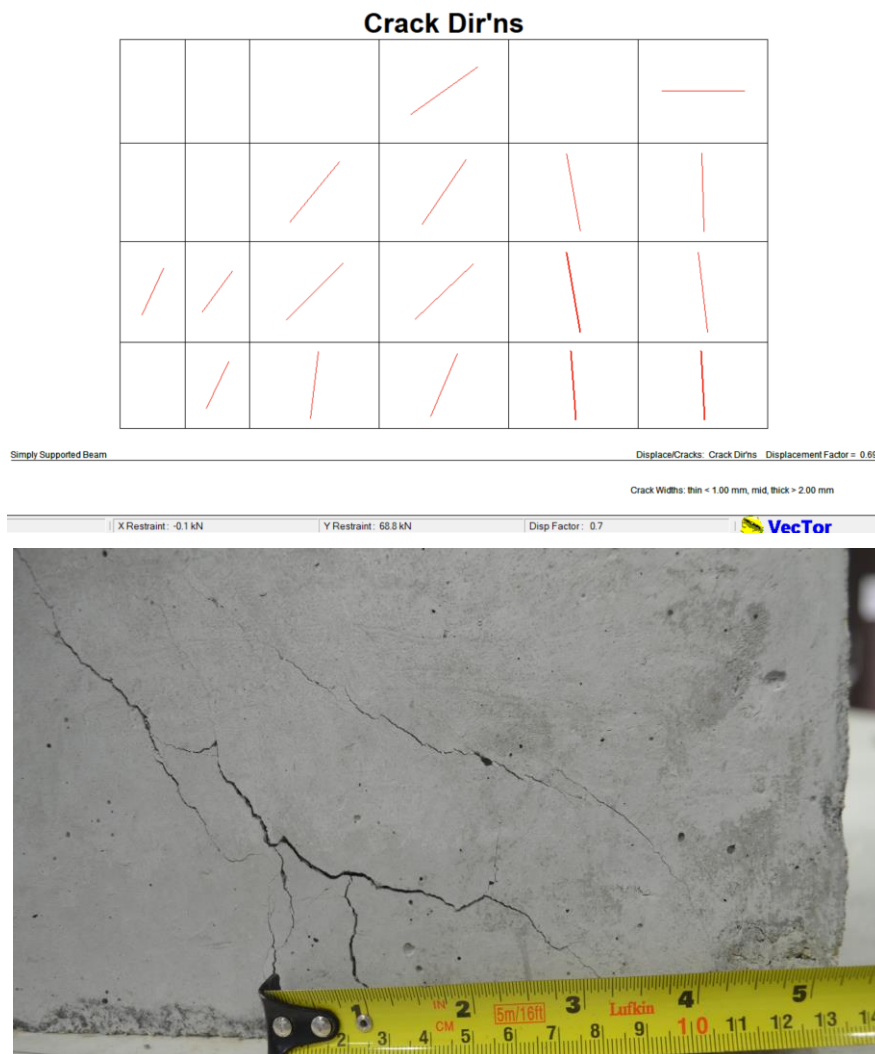 Crack Dir'ns
Simply Supported Beam
Displace/Cracks: Crack Dir'ns Displacement Factor = 0.69
Crack Widths: thin < 1.00 mm, mid, thick > 2.00 mm
X Restraint : -0.1 kN
Y Restraint : 68.8 kN
Disp Factor : 0.7
VecTor
1 IN 2 5m/16ft 3 Lufkin 4 5
2 3 CM 4 5 6 7 8 9 10 11 12 13 14